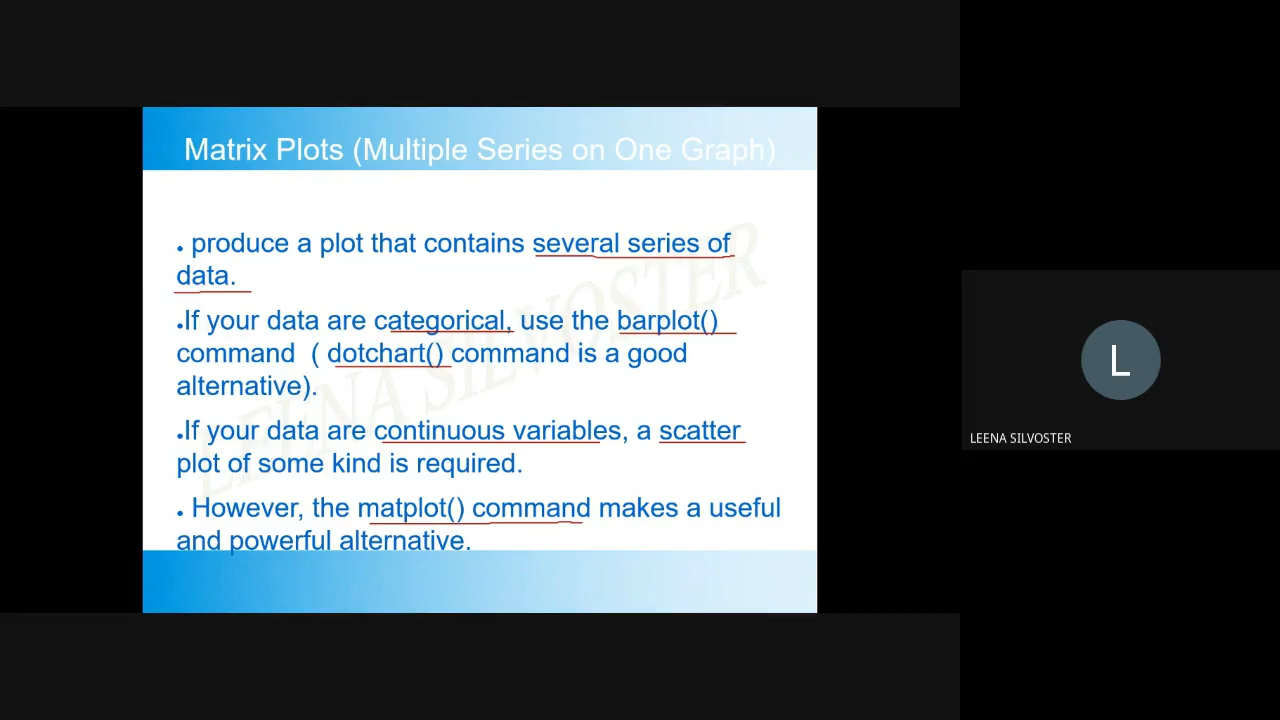 Matrix Plots (Multiple Series on One Graph)
• produce a plot that contains several series of
data.
•If your data are categorical, use the barplot()
command ( dotchart() command is a good
alternative).
•If your data are continuous variables, a scatter
plot of some kind is required.
• However, the matplot() command makes a useful
and powerful alternative.
LEENA SILVOSTER
L
LEENA SILVOSTER